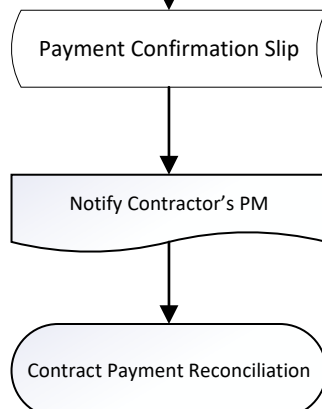 Payment Confirmation Slip
Notify Contractor’s PM
Contract Payment Reconciliation